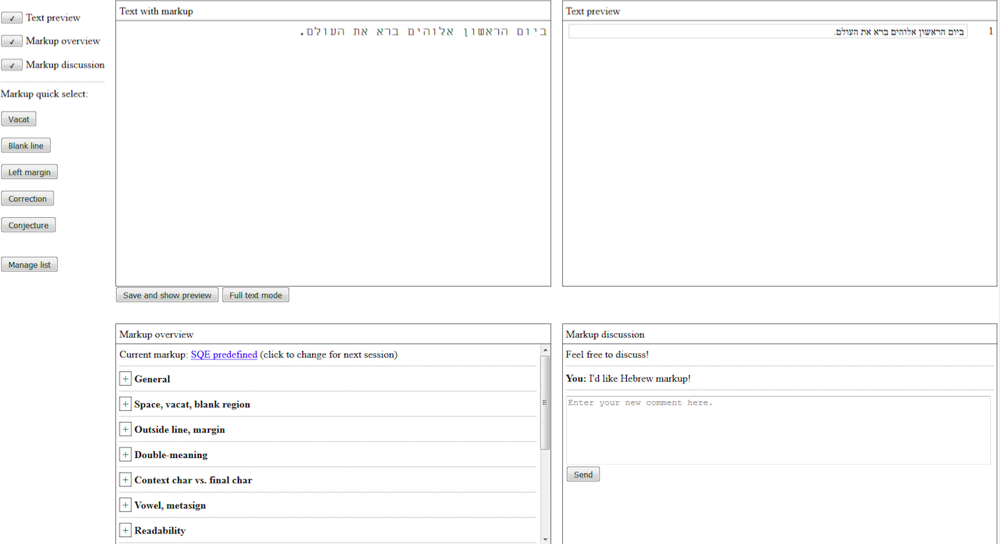 ✓ Text preview
✓ Markup overview
✓ Markup discussion
Markup quick select:
Vacat
Blank line
Left margin
Correction
Conjecture
Manage list
Text with markup
ביום הראשון אלוהים ברא את העולם.
Save and show preview Full text mode
Text preview
1 ביום הראשון אלוהים ברא את העולם.
Markup overview
Current markup: SQE predefined (click to change for next session)
+ General
+ Space, vacat, blank region
+ Outside line, margin
+ Double-meaning
+ Context char vs. final char
+ Vowel, metasign
+ Readability
Markup discussion
Feel free to discuss!
You: I'd like Hebrew markup!
Enter your new comment here.
Send